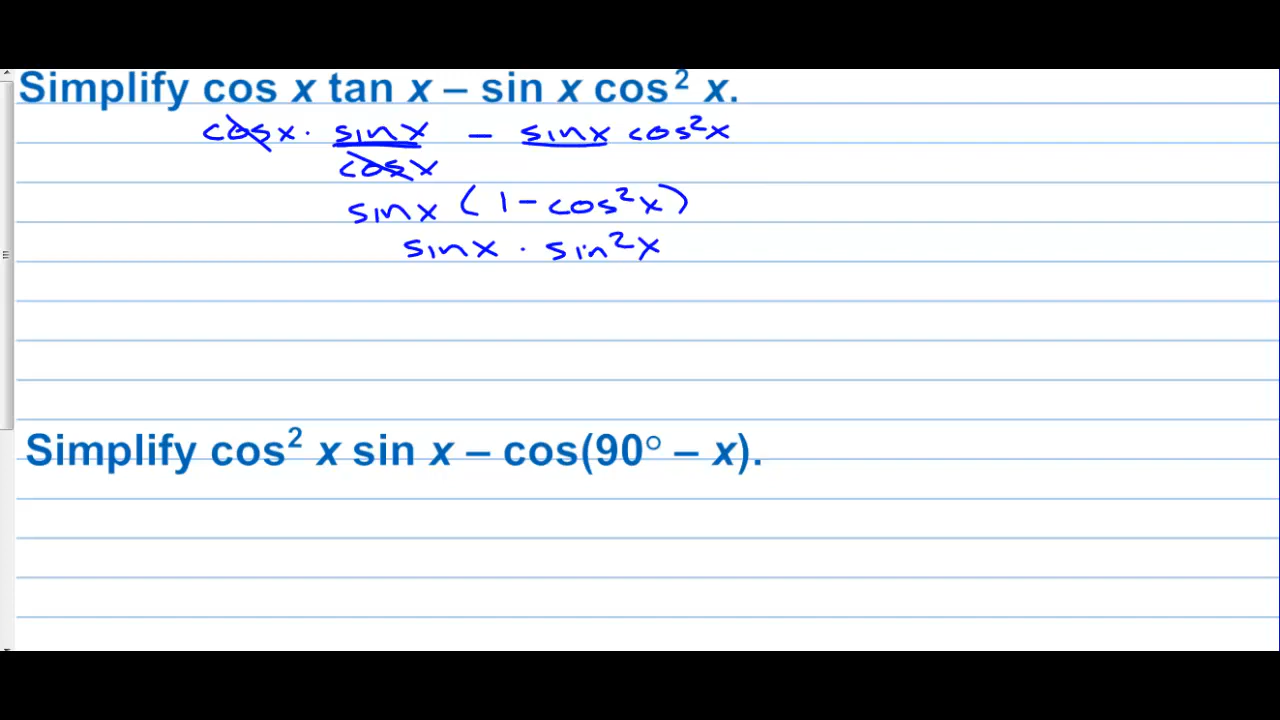 Simplify cos x tan x – sin x cos² x.
cosx · sinx – sinx cos²x
cosx
sinx (1 – cos²x)
sinx · sin²x
Simplify cos² x sin x – cos(90° – x).